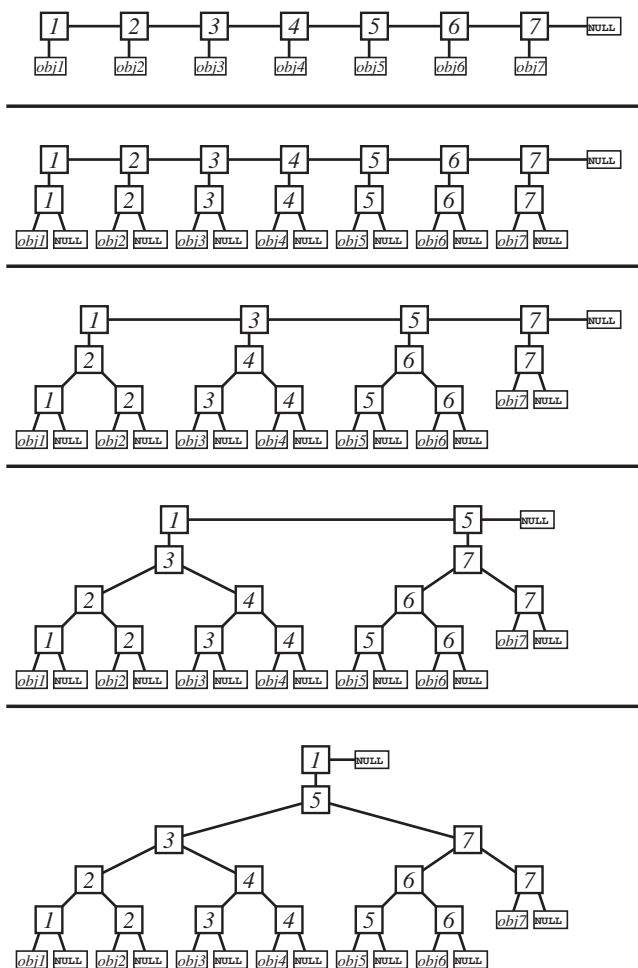 1 2 3 4 5 6 7 NULL
obj1 obj2 obj3 obj4 obj5 obj6 obj7
1 2 3 4 5 6 7 NULL
1 2 3 4 5 6 7
obj1 NULL obj2 NULL obj3 NULL obj4 NULL obj5 NULL obj6 NULL obj7 NULL
1 3 5 7 NULL
2 4 6 7
1 2 3 4 5 6 obj7 NULL
obj1 NULL obj2 NULL obj3 NULL obj4 NULL obj5 NULL obj6 NULL
1 5 NULL
3 7
2 4 6 7
1 2 3 4 5 6 obj7 NULL
obj1 NULL obj2 NULL obj3 NULL obj4 NULL obj5 NULL obj6 NULL
1 NULL
5
3 7
2 4 6 7
1 2 3 4 5 6 obj7 NULL
obj1 NULL obj2 NULL obj3 NULL obj4 NULL obj5 NULL obj6 NULL